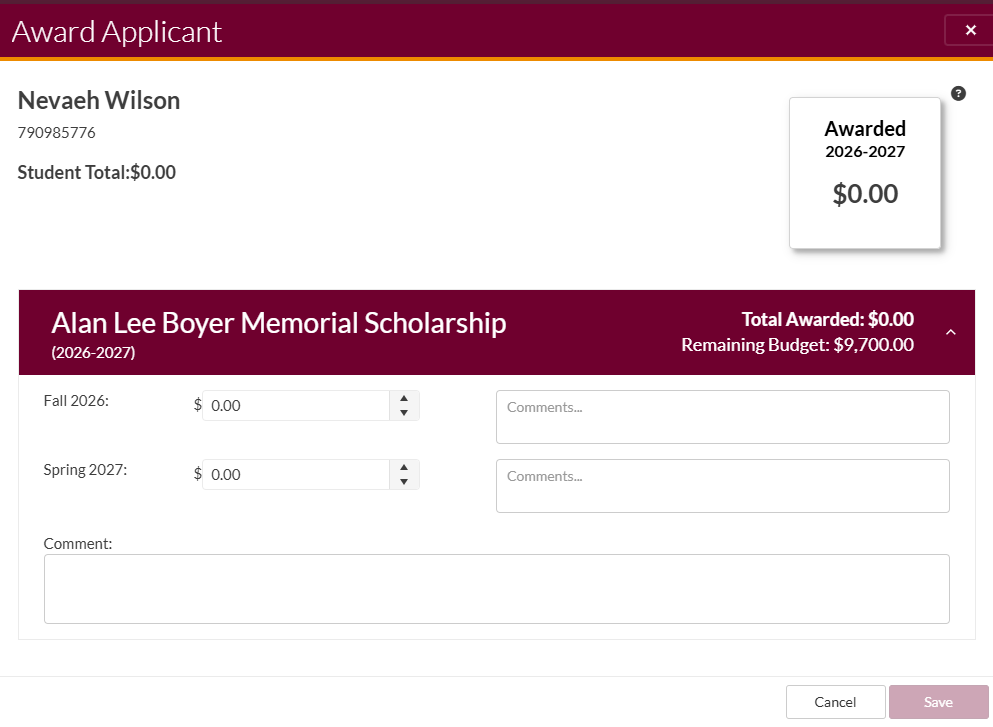 Award Applicant
×
Nevaeh Wilson
790985776
Student Total:$0.00
?
Awarded
2026-2027
$0.00
Alan Lee Boyer Memorial Scholarship
(2026-2027)
Total Awarded: $0.00
Remaining Budget: $9,700.00
Fall 2026:
$ 0.00
Comments...
Spring 2027:
$ 0.00
Comments...
Comment:
Cancel
Save